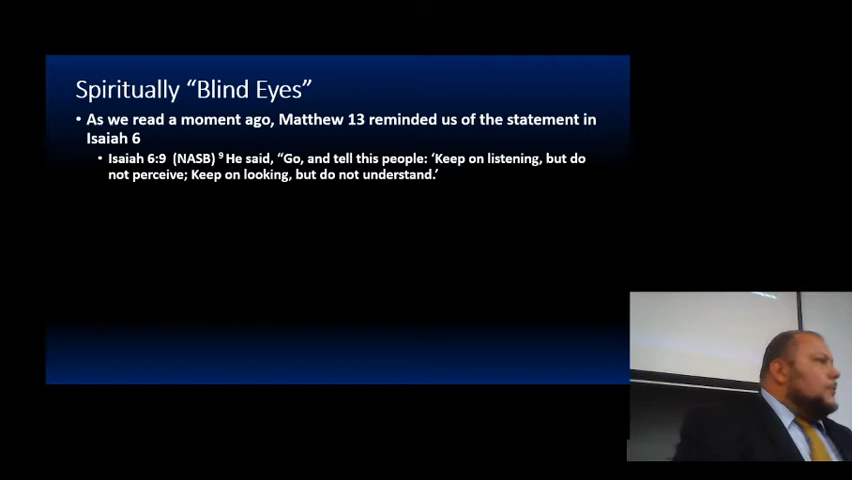 Spiritually “Blind Eyes”
• As we read a moment ago, Matthew 13 reminded us of the statement in
Isaiah 6
• Isaiah 6:9 (NASB) ⁹ He said, “Go, and tell this people: ‘Keep on listening, but do
not perceive; Keep on looking, but do not understand.’